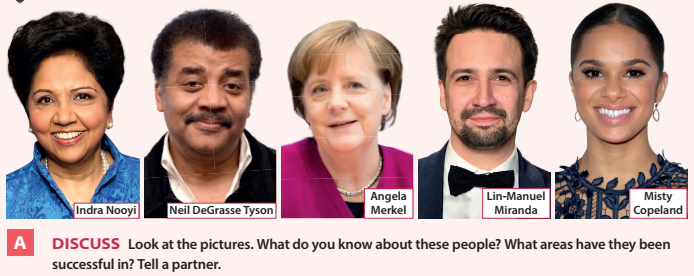 Indra Nooyi
Neil DeGrasse Tyson
Angela
Merkel
Lin-Manuel
Miranda
Misty
Copeland
A DISCUSS Look at the pictures. What do you know about these people? What areas have they been
successful in? Tell a partner.